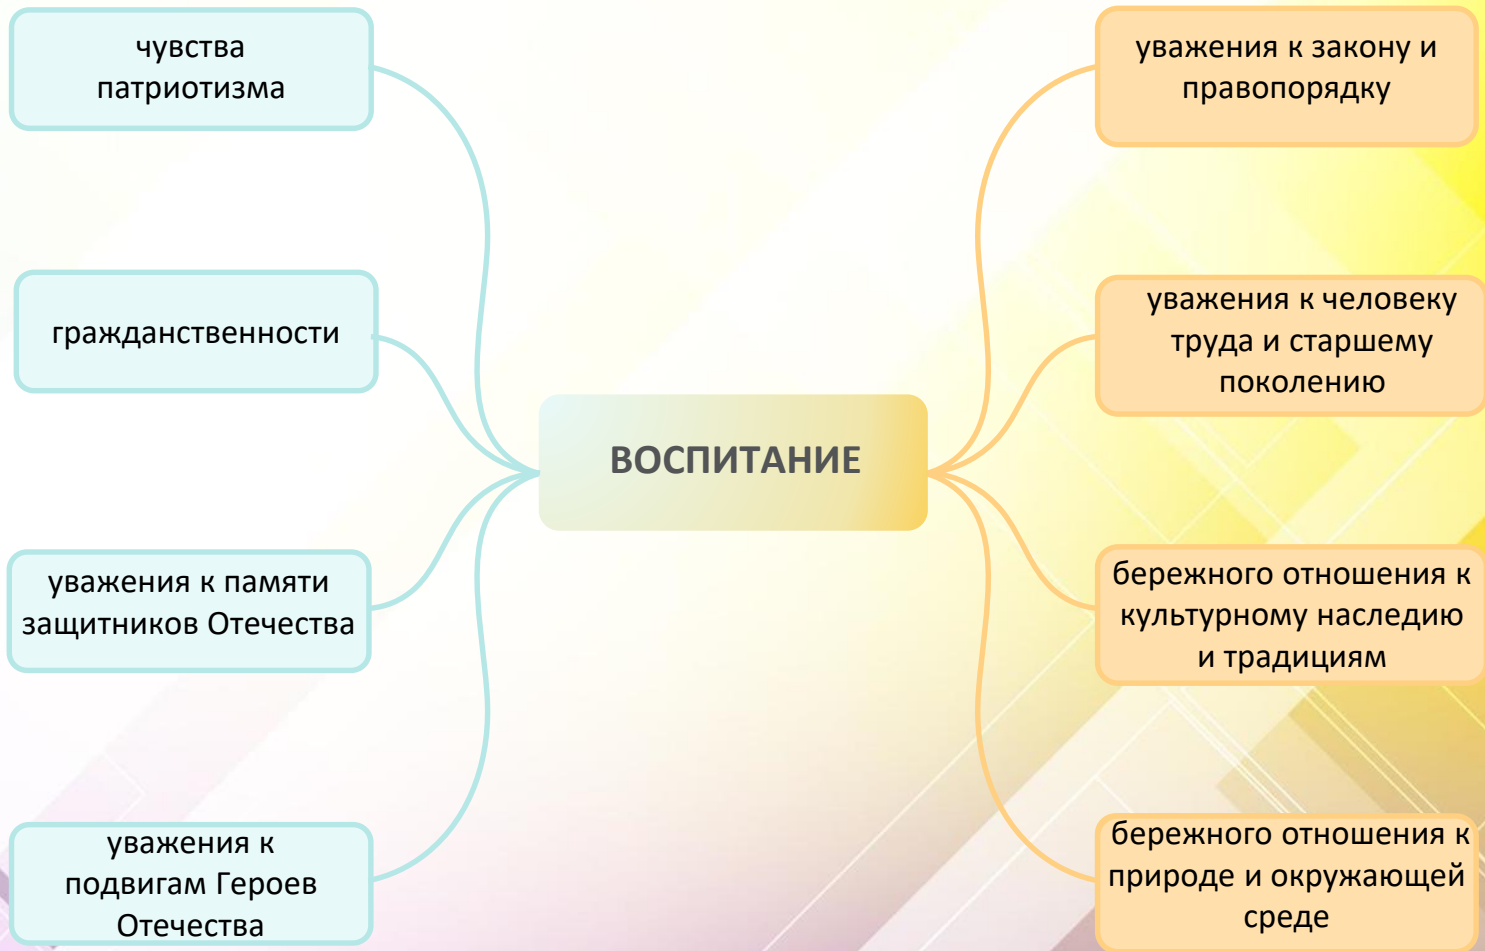 чувства
патриотизма
гражданственности
уважения к памяти
защитников Отечества
уважения к
подвигам Героев
Отечества
ВОСПИТАНИЕ
уважения к закону и
правопорядку
уважения к человеку
труда и старшему
поколению
бережного отношения к
культурному наследию
и традициям
бережного отношения к
природе и окружающей
среде